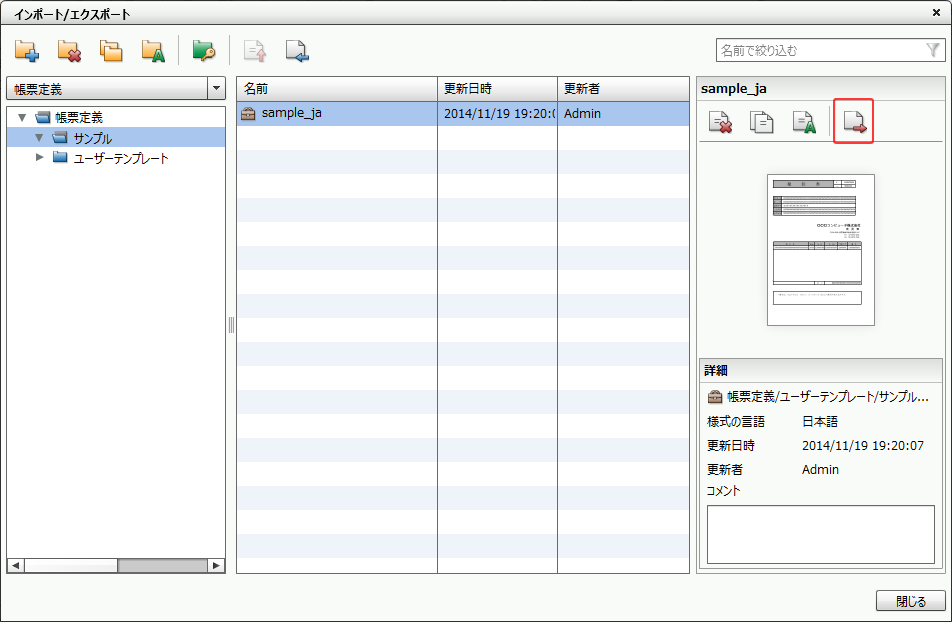 インポート/エクスポート
名前で絞り込む
帳票定義
帳票定義
サンプル
ユーザーテンプレート
名前 更新日時 更新者
sample_ja 2014/11/19 19:20:0 Admin
sample_ja
詳細
帳票定義/ユーザーテンプレート/サンプル...
様式の言語 日本語
更新日時 2014/11/19 19:20:07
更新者 Admin
コメント
閉じる